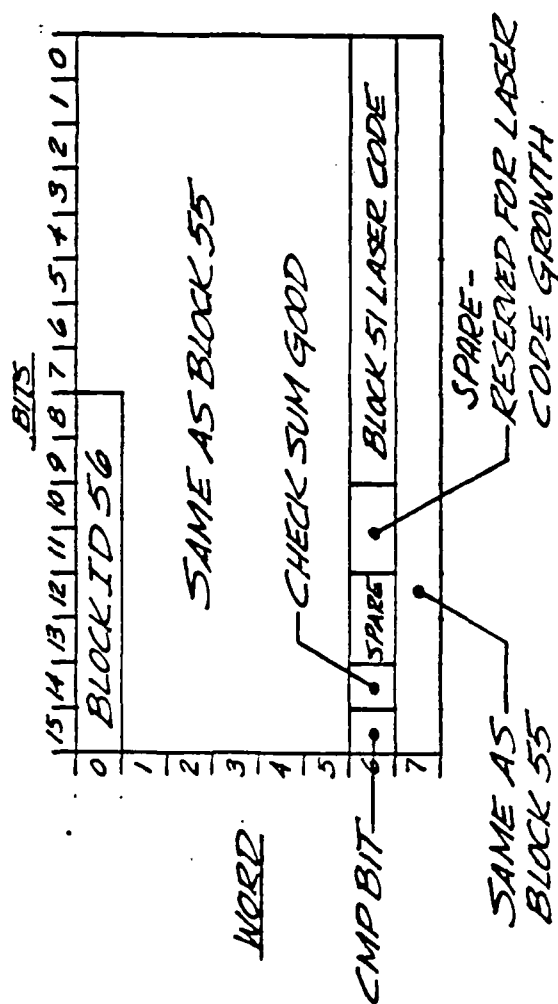 BITS
15 14 13 12 11 10 9 8 7 6 5 4 3 2 1 0
WORD
0
1
2
3
4
5
6
7
BLOCK ID 56
SAME AS BLOCK 55
CHECK SUM GOOD
CMP BIT
SPARE
BLOCK 51 LASER CODE
SPARE-
RESERVED FOR LASER
CODE GROWTH
SAME AS
BLOCK 55